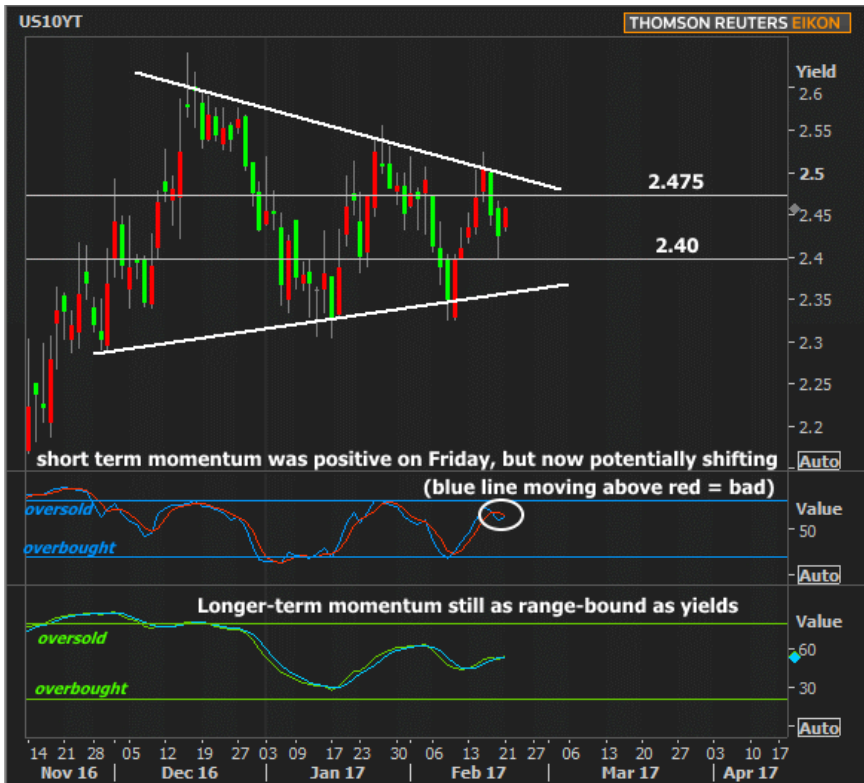 US10YT
THOMSON REUTERS EIKON
Yield
2.6
2.55
2.5
2.475
2.45
2.40
2.4
2.35
2.3
2.25
2.2
short term momentum was positive on Friday, but now potentially shifting
Auto
(blue line moving above red = bad)
oversold
Value
50
overbought
Auto
Longer-term momentum still as range-bound as yields
Value
oversold
60
overbought
30
Auto
14 21 28 05 12 19 27 03 09 17 23 30 06 13 21 27 06 13 20 27 03 10 17
Nov 16 Dec 16 Jan 17 Feb 17 Mar 17 Apr 17